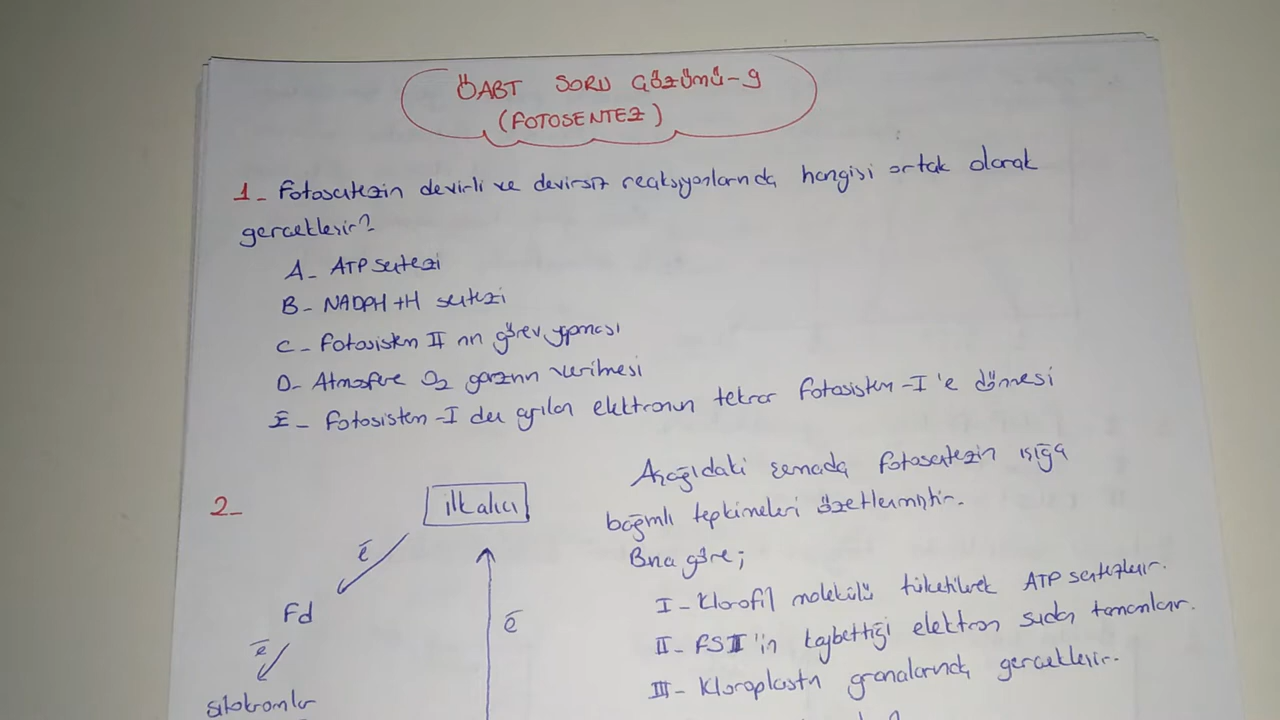 ÖABT SORU ÇÖZÜMÜ-9
(FOTOSENTEZ)
1- Fotosentezin devirli ve devirsiz reaksiyonlarında hangisi ortak olarak
gerçekleşir?
A- ATP sentezi
B- NADPH+H sentezi
C- Fotosistem II nin görev yapması
D- Atmosfere O2 gazının verilmesi
E- Fotosistem-I den ayrılan elektronun tekrar fotosistem-I'e dönmesi
2-
ilk alıcı
ē
Fd
ē
ē
sitokromlar
Aşağıdaki şemada fotosentezin ışığa
bağımlı tepkimeleri özetlenmiştir.
Buna göre;
I- Klorofil molekülü tüketilerek ATP sentezlenir.
II- FSII'in kaybettiği elektron sudan tamamlanır.
III- Kloroplastın granalarında gerçekleşir.